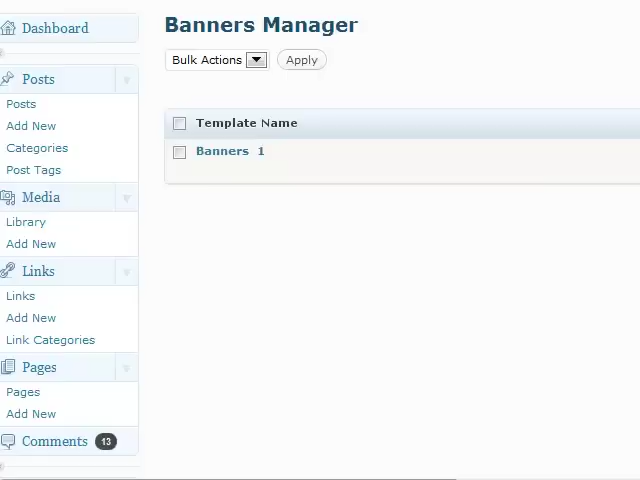 Dashboard
Posts
Posts
Add New
Categories
Post Tags
Media
Library
Add New
Links
Links
Add New
Link Categories
Pages
Pages
Add New
Comments 13
Banners Manager
Bulk Actions Apply
Template Name
Banners 1